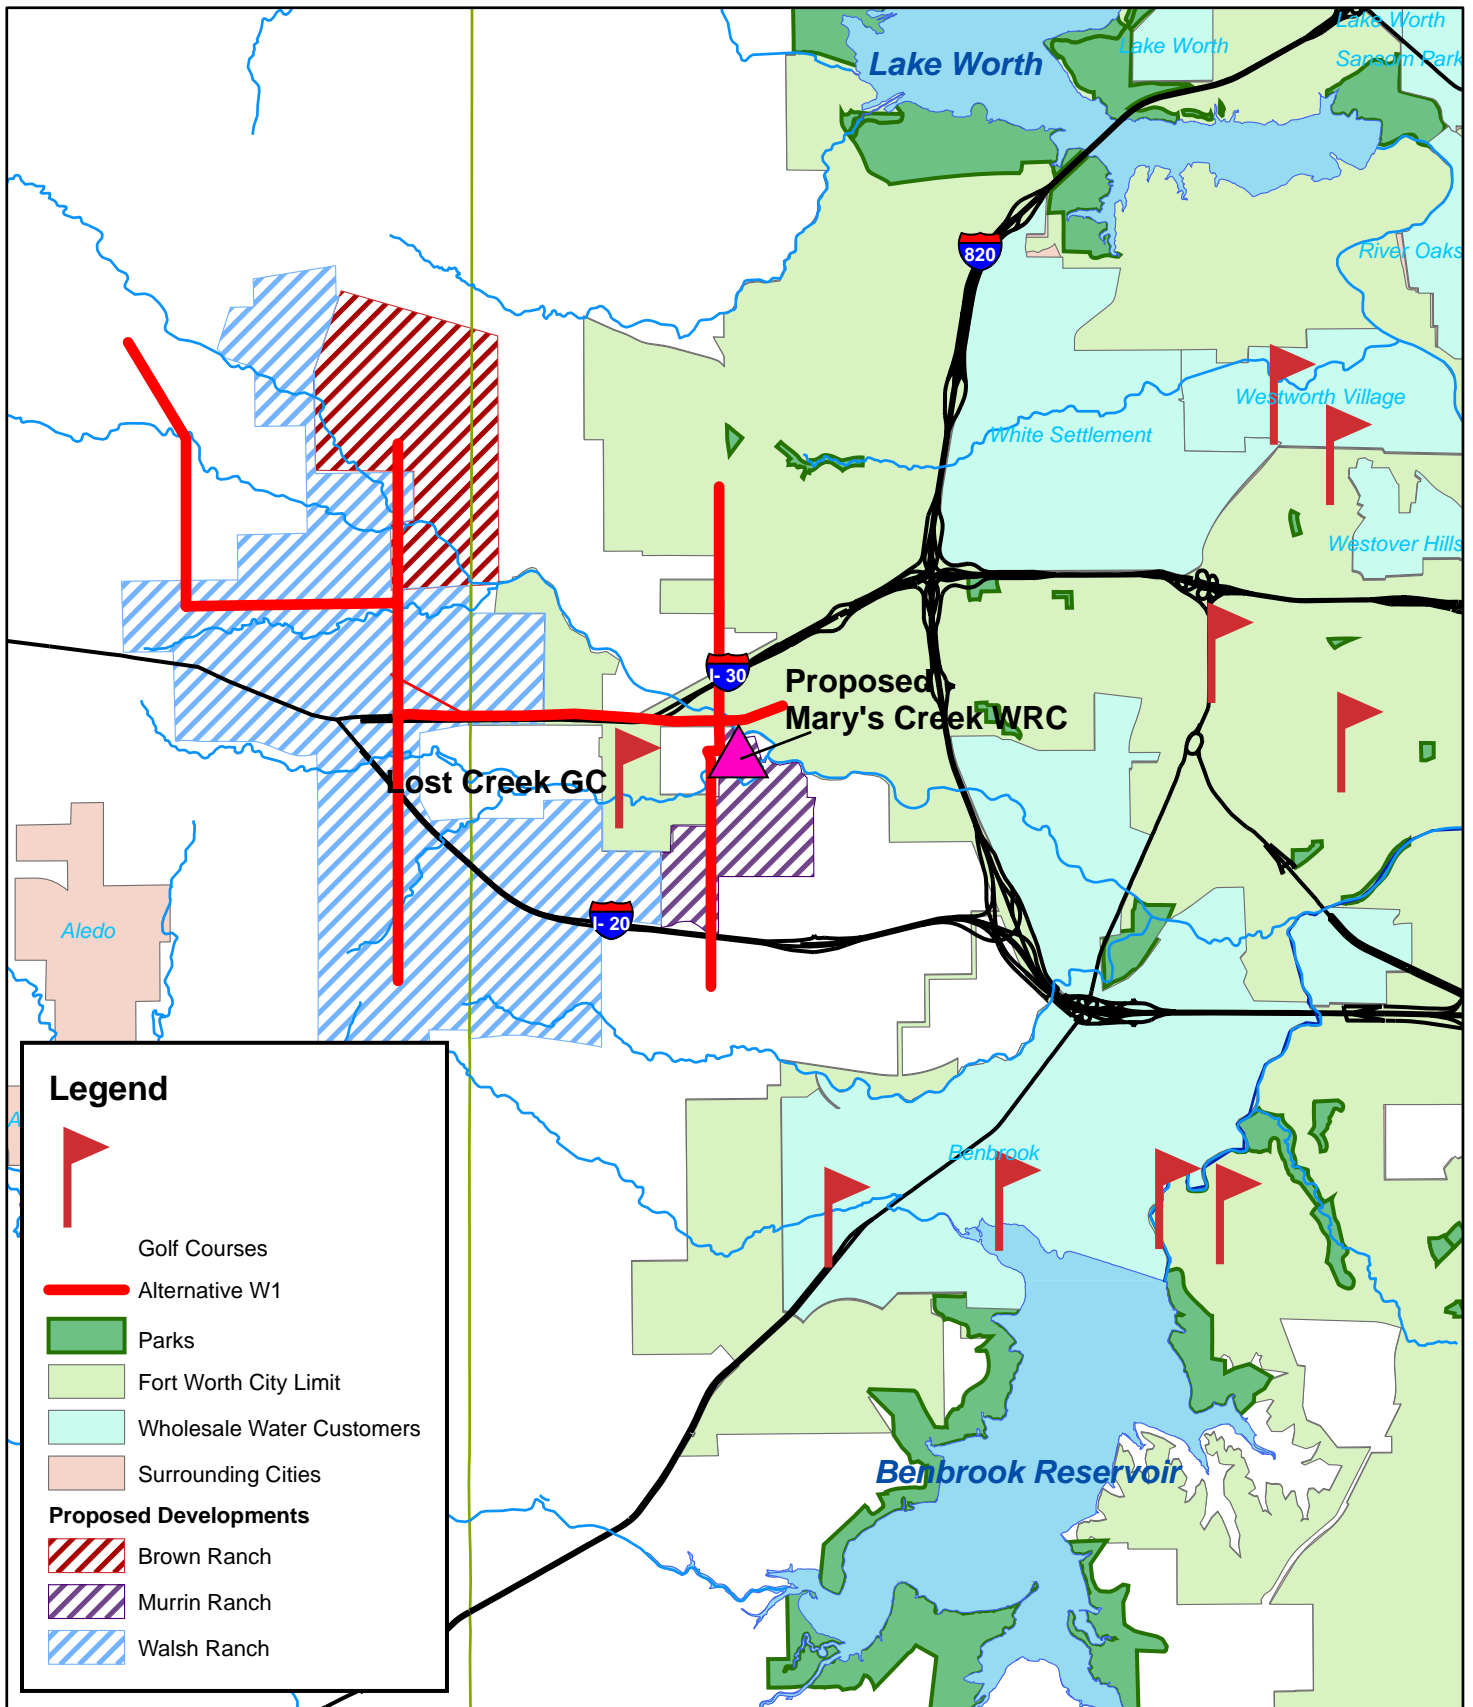 Lake Worth
Lake Worth
Lake Worth
Sansom Park
820
River Oaks
Westworth Village
White Settlement
Westover Hills
I- 30
Proposed
Mary's Creek WRC
Lost Creek GC
I- 20
Aledo
A
Benbrook
Benbrook Reservoir
Legend
Golf Courses
Alternative W1
Parks
Fort Worth City Limit
Wholesale Water Customers
Surrounding Cities
Proposed Developments
Brown Ranch
Murrin Ranch
Walsh Ranch